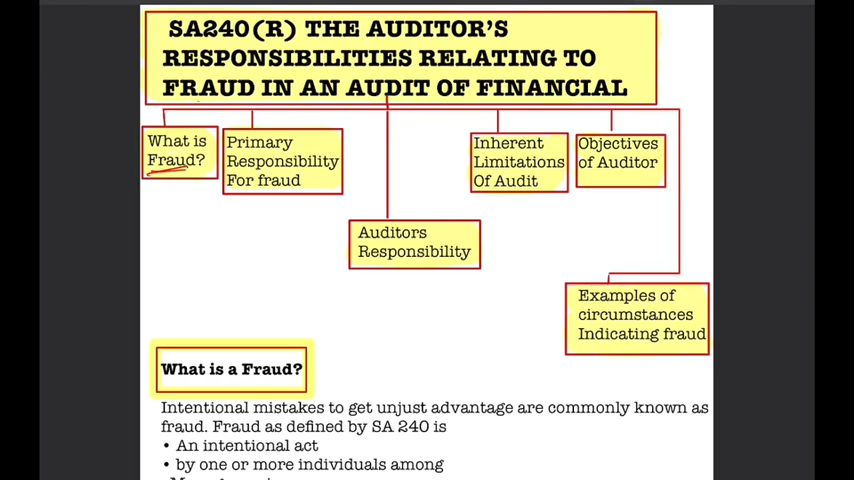 SA240(R) THE AUDITOR'S
RESPONSIBILITIES RELATING TO
FRAUD IN AN AUDIT OF FINANCIAL
What is
Fraud?
Primary
Responsibility
For fraud
Inherent
Limitations
Of Audit
Objectives
of Auditor
Auditors
Responsibility
Examples of
circumstances
Indicating fraud
What is a Fraud?
Intentional mistakes to get unjust advantage are commonly known as
fraud. Fraud as defined by SA 240 is
• An intentional act
• by one or more individuals among